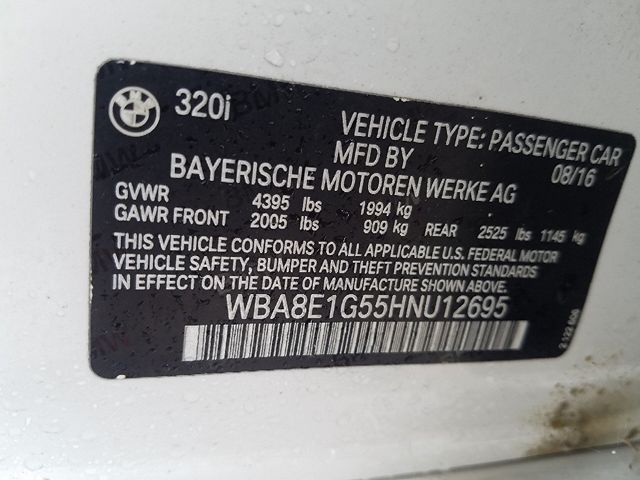 BMW
320i
VEHICLE TYPE: PASSENGER CAR
MFD BY 08/16
BAYERISCHE MOTOREN WERKE AG
GVWR 4395 lbs 1994 kg
GAWR FRONT 2005 lbs 909 kg REAR 2525 lbs 1145 kg
THIS VEHICLE CONFORMS TO ALL APPLICABLE U.S. FEDERAL MOTOR
VEHICLE SAFETY, BUMPER AND THEFT PREVENTION STANDARDS
IN EFFECT ON THE DATE OF MANUFACTURE SHOWN ABOVE.
WBA8E1G55HNU12695